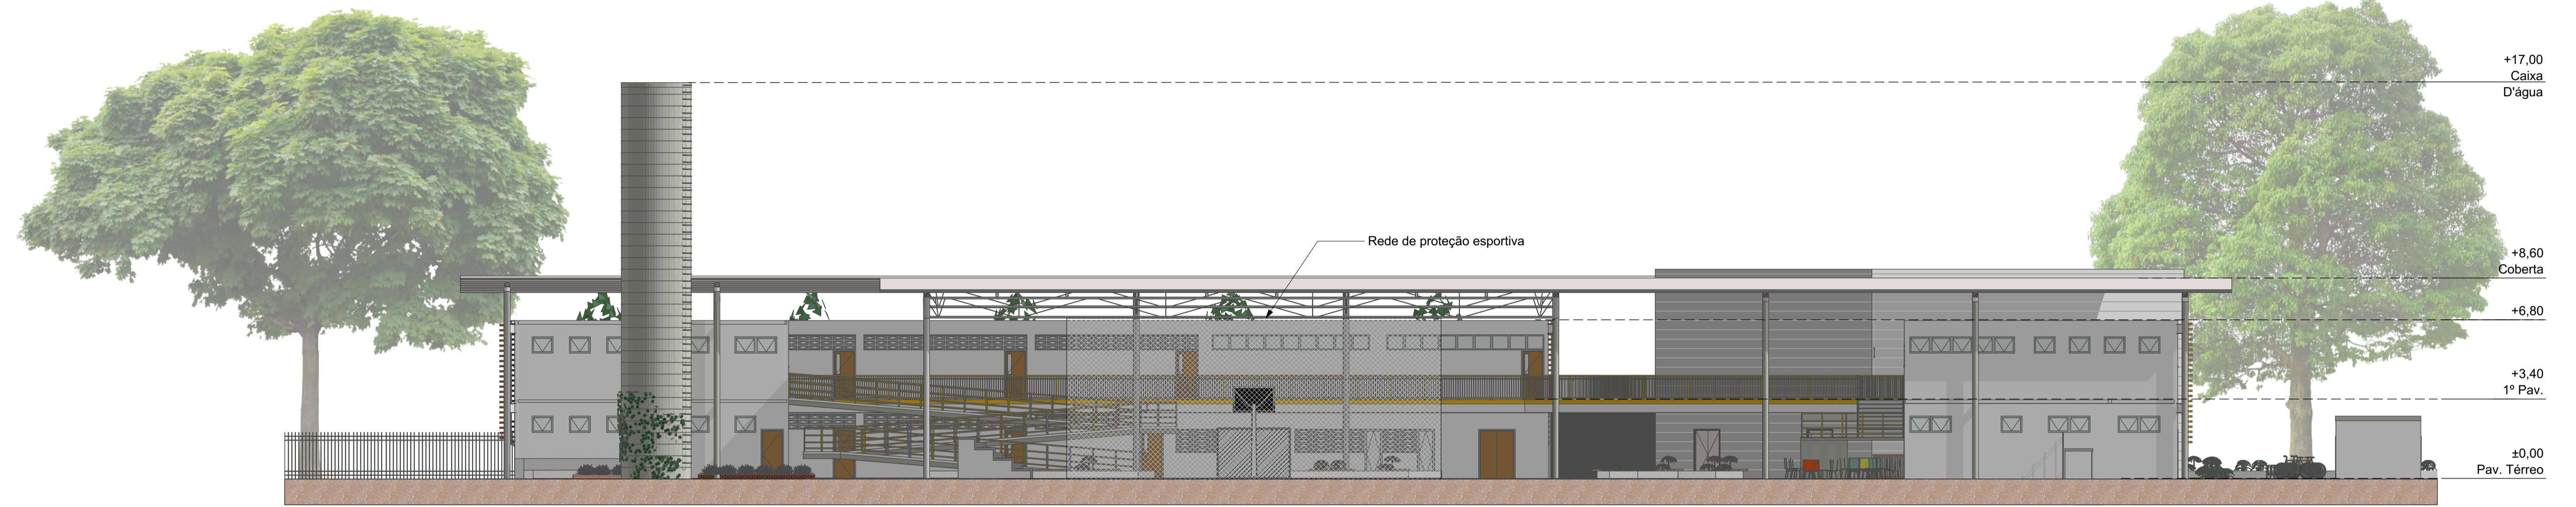 +17,00
Caixa
D'água
Rede de proteção esportiva
+8,60
Coberta
+6,80
+3,40
1º Pav.
±0,00
Pav. Térreo